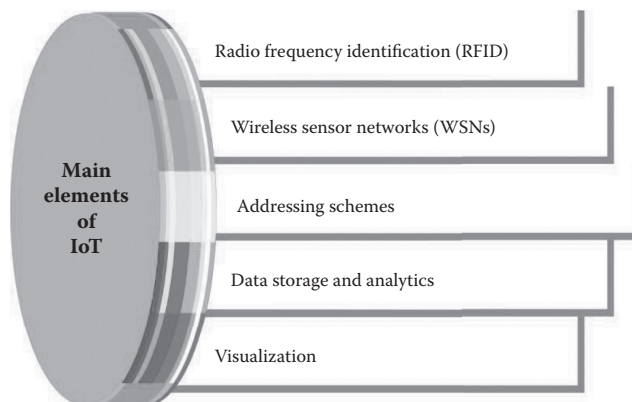 Main
elements
of
IoT
Radio frequency identification (RFID)
Wireless sensor networks (WSNs)
Addressing schemes
Data storage and analytics
Visualization